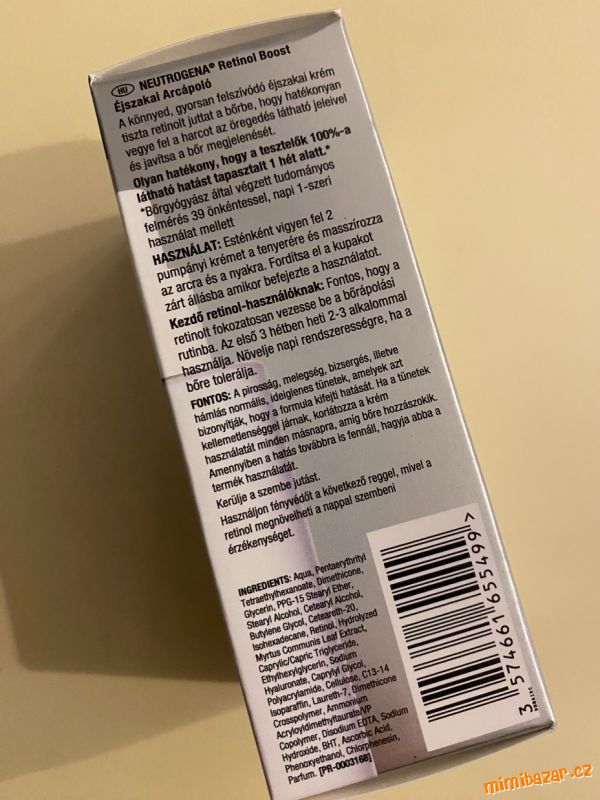 HU NEUTROGENA® Retinol Boost
Éjszakai Arcápoló
A könnyed, gyorsan felszívódó éjszakai krém
tiszta retinolt juttat a bőrbe, hogy hatékonyan
vegye fel a harcot az öregedés látható jeleivel
és javítsa a bőr megjelenését.
Olyan hatékony, hogy a tesztelők 100%-a
látható hatást tapasztalt 1 hét alatt.*
*Bőrgyógyász által végzett tudományos
felmérés 39 önkéntessel, napi 1-szeri
használat mellett
HASZNÁLAT: Esténként vigyen fel 2
pumpányi krémet a tenyerére és masszírozza
az arcra és a nyakra. Fordítsa el a kupakot
zárt állásba amikor befejezte a használatot.
Kezdő retinol-használóknak: Fontos, hogy a
retinolt fokozatosan vezesse be a bőrápolási
rutinba. Az első 3 hétben heti 2-3 alkalommal
használja. Növelje napi rendszerességre, ha a
bőre tolerálja.
FONTOS: A pirosság, melegség, bizsergés, illetve
hámlás normális, ideiglenes tünetek, amelyek azt
bizonyítják, hogy a formula kifejti hatását. Ha a tünetek
kellemetlenséggel járnak, korlátozza a krém
használatát minden másnapra, amíg bőre hozzászokik.
Amennyiben a hatás továbbra is fennáll, hagyja abba a
termék használatát.
Kerülje a szembe jutást.
Használjon fényvédőt a következő reggel, mivel a
retinol megnövelheti a nappal szembeni
érzékenységet.
INGREDIENTS: Aqua, Pentaerythrityl
Tetraethylhexanoate, Dimethicone,
Glycerin, PPG-15 Stearyl Ether,
Stearyl Alcohol, Cetearyl Alcohol,
Butylene Glycol, Ceteareth-20,
Isohexadecane, Retinol, Hydrolyzed
Myrtus Communis Leaf Extract,
Caprylic/Capric Triglyceride,
Ethylhexylglycerin, Sodium
Hyaluronate, Caprylyl Glycol,
Polyacrylamide, Cellulose, C13-14
Isoparaffin, Laureth-7, Dimethicone
Crosspolymer, Ammonium
Acryloyldimethyltaurate/VP
Copolymer, Disodium EDTA, Sodium
Hydroxide, BHT, Ascorbic Acid,
Phenoxyethanol, Chlorphenesin,
Parfum. [PR-0003168]
3 574661 655499 >
mimibazar.cz